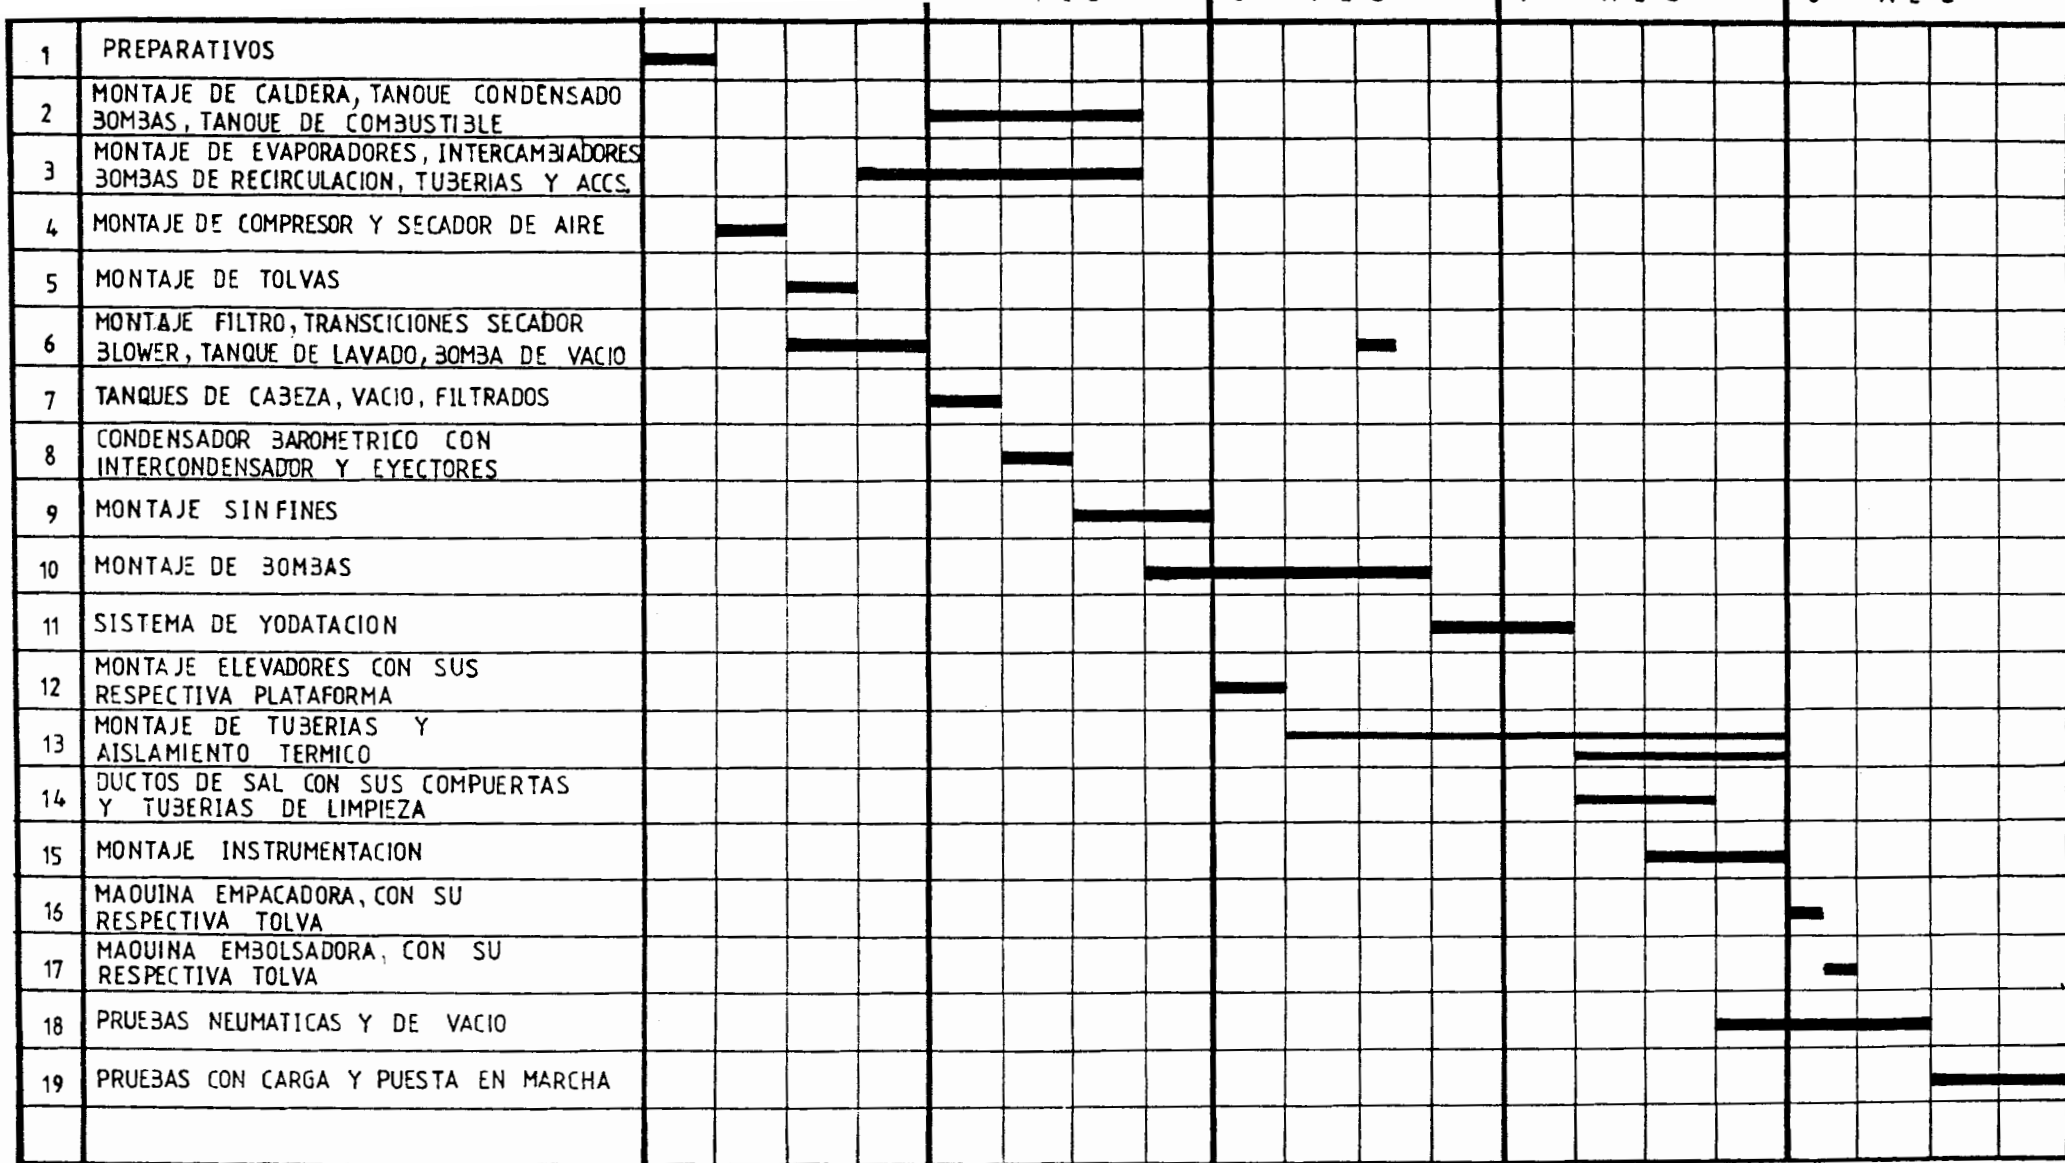 1 PREPARATIVOS
2 MONTAJE DE CALDERA, TANQUE CONDENSADO
BOMBAS, TANQUE DE COMBUSTIBLE
3 MONTAJE DE EVAPORADORES, INTERCAMBIADORES
BOMBAS DE RECIRCULACION, TUBERIAS Y ACCS.
4 MONTAJE DE COMPRESOR Y SECADOR DE AIRE
5 MONTAJE DE TOLVAS
6 MONTAJE FILTRO, TRANSCICIONES SECADOR
BLOWER, TANQUE DE LAVADO, BOMBA DE VACIO
7 TANQUES DE CABEZA, VACIO, FILTRADOS
8 CONDENSADOR BAROMETRICO CON
INTERCONDENSADOR Y EYECTORES
9 MONTAJE SINFINES
10 MONTAJE DE BOMBAS
11 SISTEMA DE YODATACION
12 MONTAJE ELEVADORES CON SUS
RESPECTIVA PLATAFORMA
13 MONTAJE DE TUBERIAS Y
AISLAMIENTO TERMICO
14 DUCTOS DE SAL CON SUS COMPUERTAS
Y TUBERIAS DE LIMPIEZA
15 MONTAJE INSTRUMENTACION
16 MAQUINA EMPACADORA, CON SU
RESPECTIVA TOLVA
17 MAQUINA EMBOLSADORA, CON SU
RESPECTIVA TOLVA
18 PRUEBAS NEUMATICAS Y DE VACIO
19 PRUEBAS CON CARGA Y PUESTA EN MARCHA